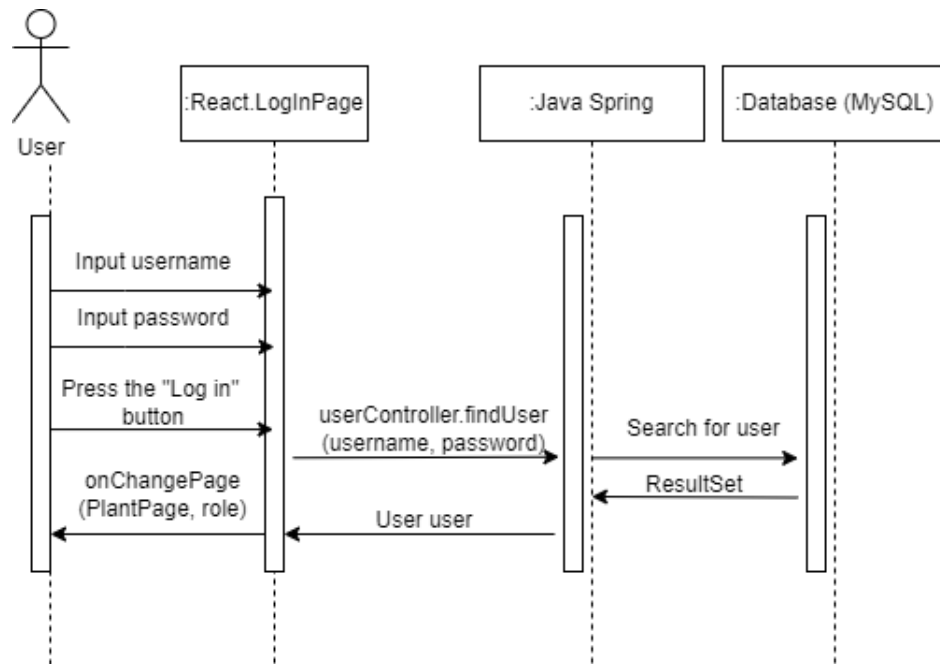 User
:React.LogInPage
:Java Spring
:Database (MySQL)
Input username
Input password
Press the "Log in"
button
userController.findUser
(username, password)
Search for user
ResultSet
User user
onChangePage
(PlantPage, role)